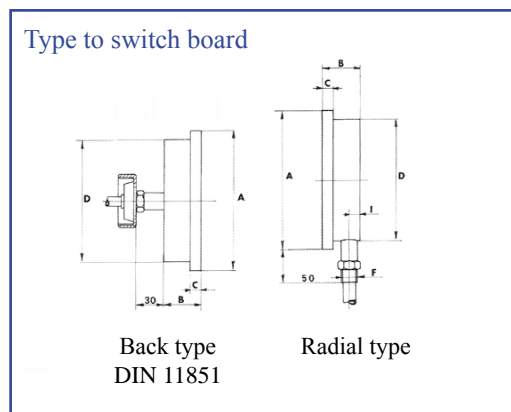 Type to switch board
B
C
A
D
I
50
F
D
A
C
30
B
Back type
DIN 11851
Radial type